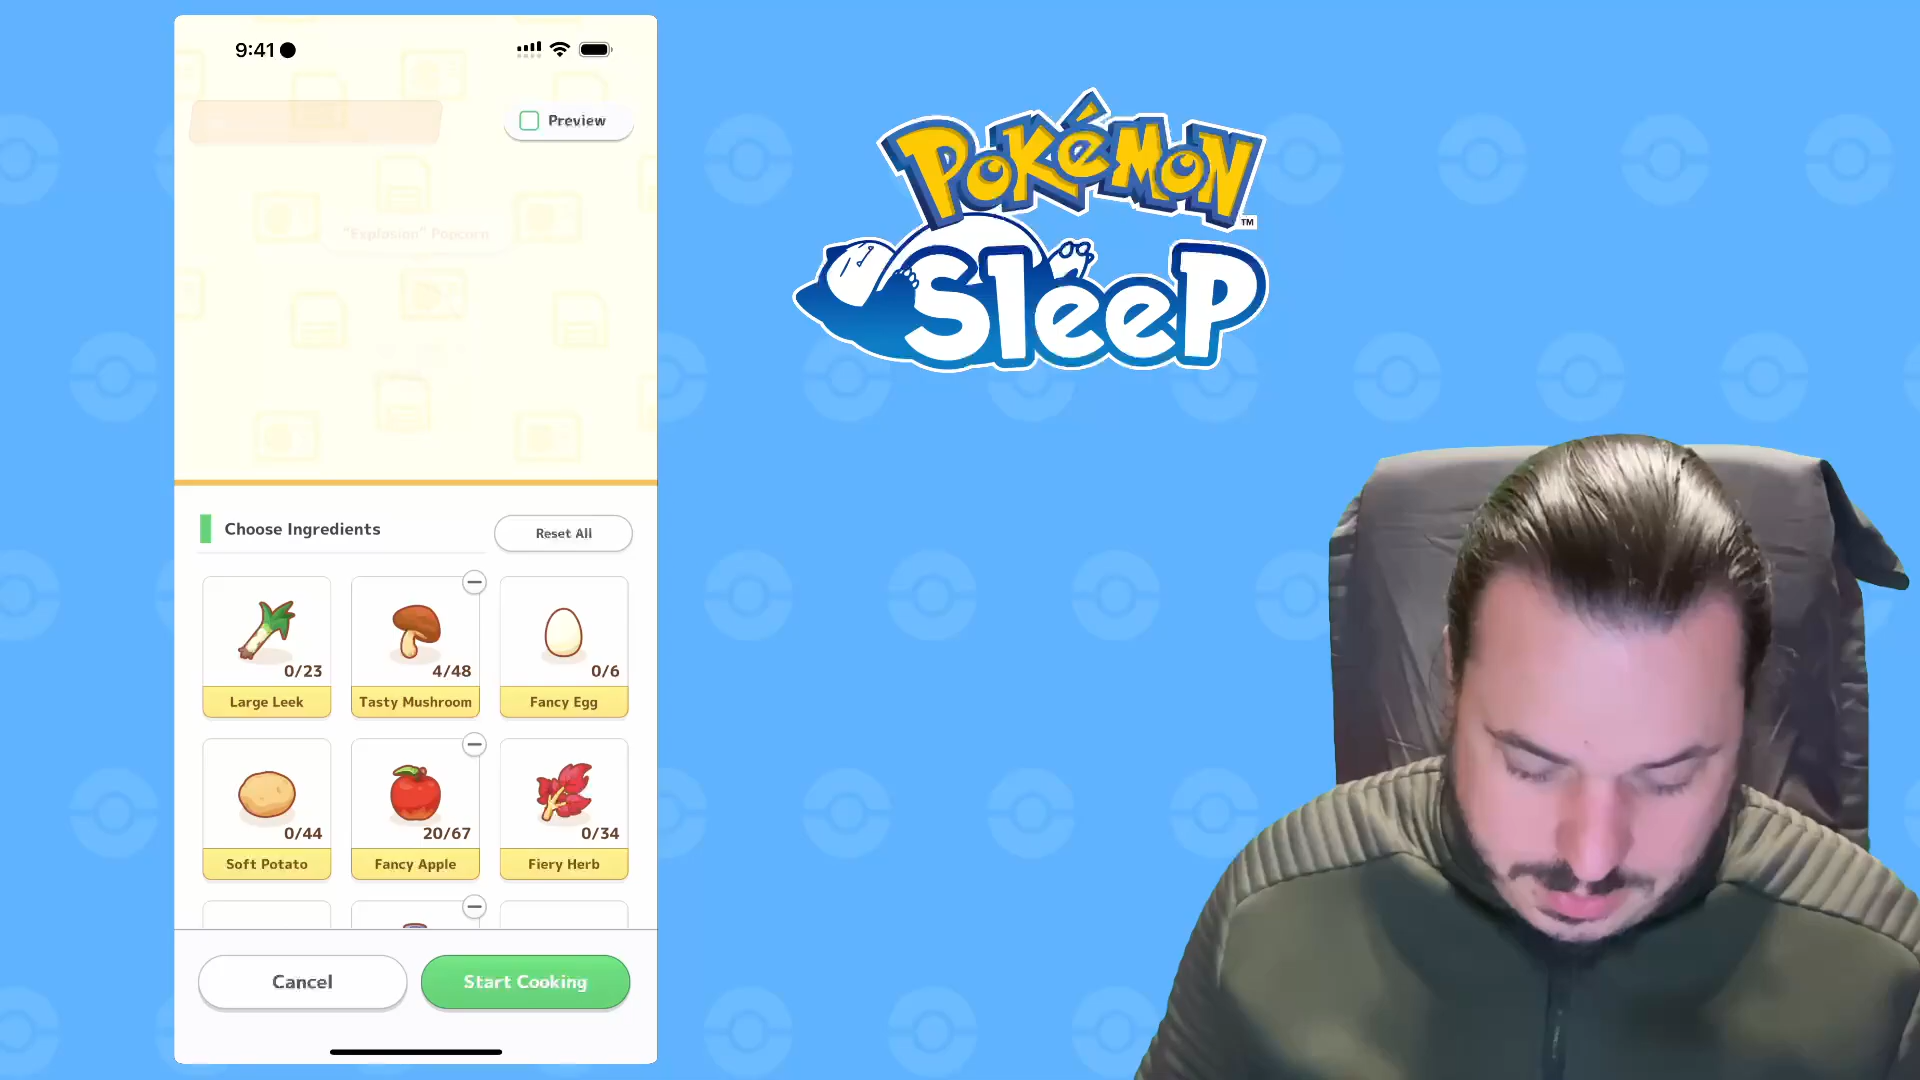 9:41
Preview
"Explosion" Popcorn
Choose Ingredients
Reset All
0/23
4/48
0/6
Large Leek
Tasty Mushroom
Fancy Egg
0/44
20/67
0/34
Soft Potato
Fancy Apple
Fiery Herb
Cancel
Start Cooking
POKéMON
TM
Sleep